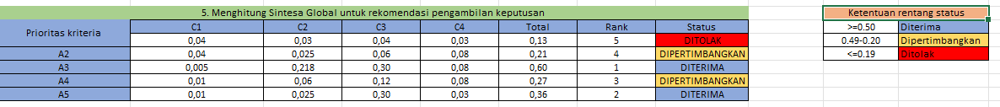 5. Menghitung Sintesa Global untuk rekomendasi pengambilan keputusan Ketentuan rentang status
Prioritas kriteria C1 C2 C3 C4 Total Rank Status >=0.50 Diterima
0,04 0,03 0,04 0,03 0,13 5 DITOLAK 0.49-0.20 Dipertimbangkan
A2 0,04 0,025 0,06 0,08 0,21 4 DIPERTIMBANGKAN <=0.19 Ditolak
A3 0,005 0,218 0,30 0,08 0,60 1 DITERIMA
A4 0,01 0,06 0,12 0,08 0,27 3 DIPERTIMBANGKAN
A5 0,01 0,025 0,30 0,03 0,36 2 DITERIMA